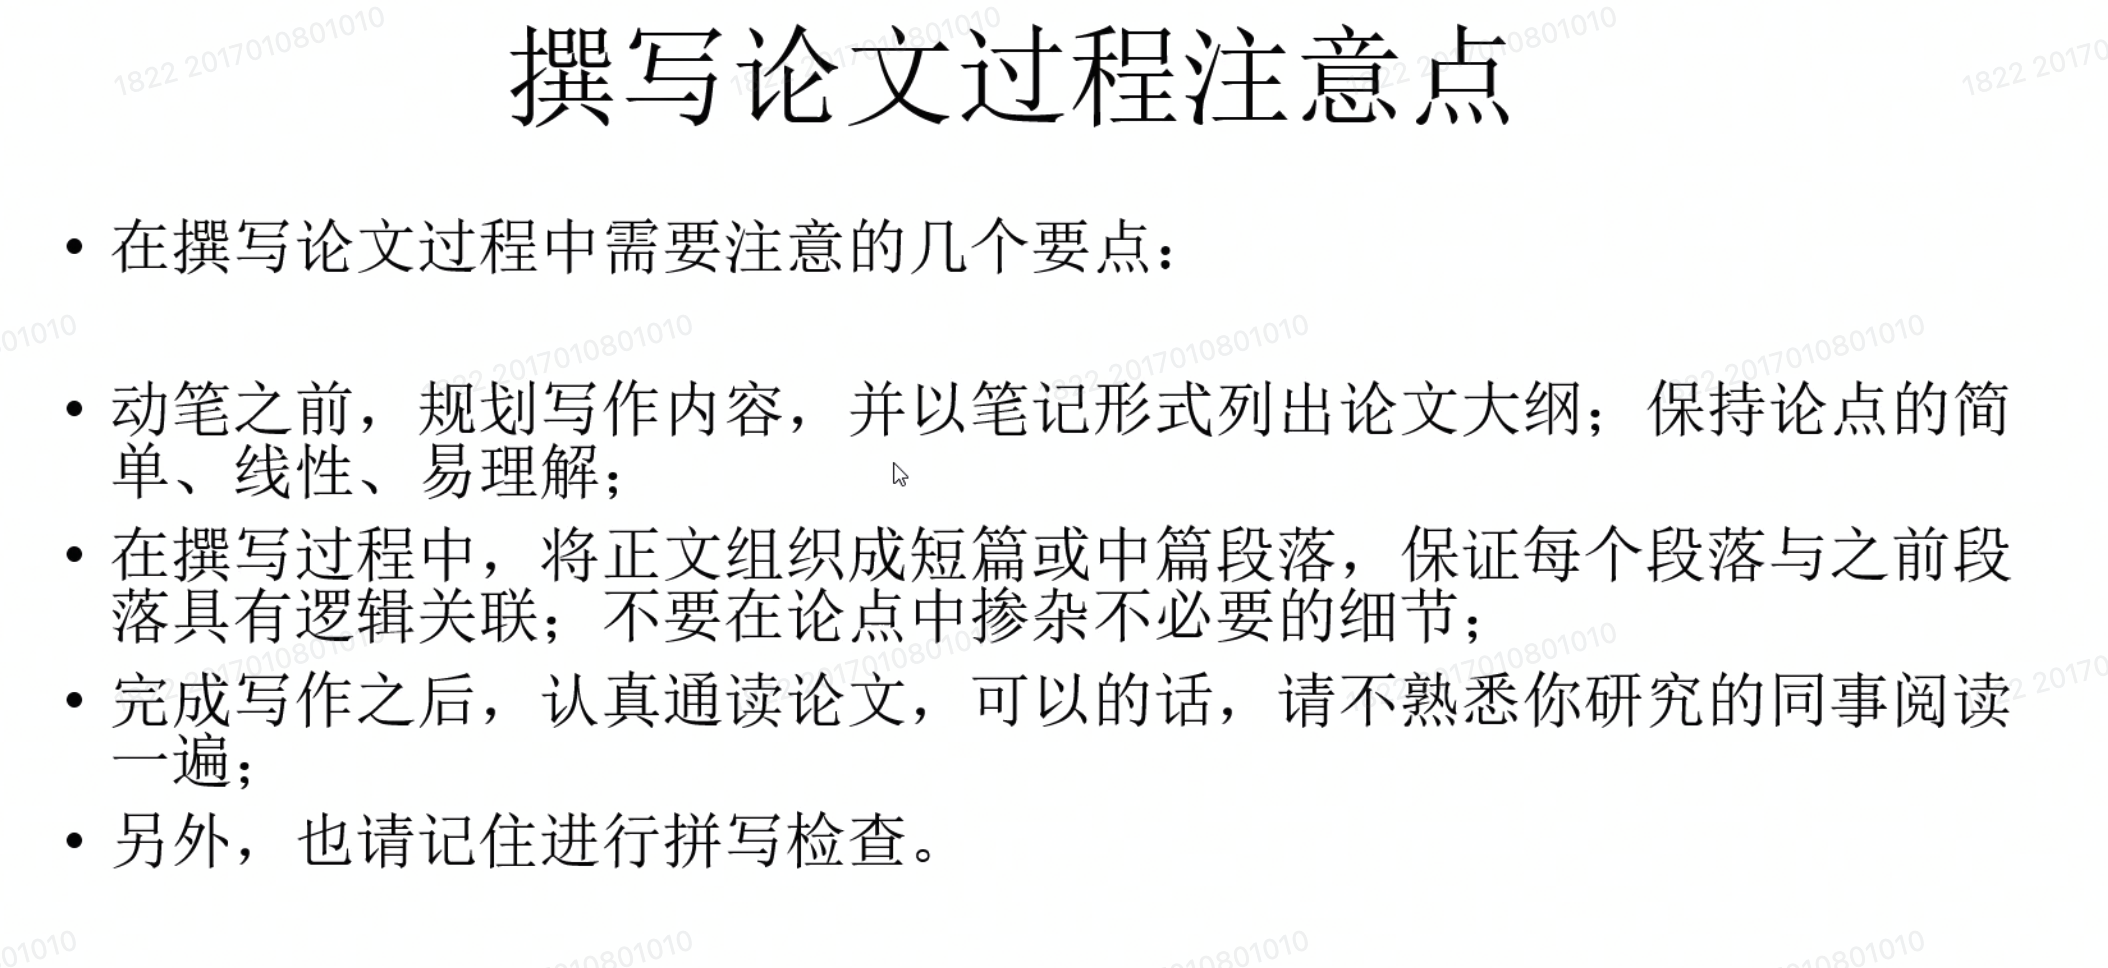 撰写论文过程注意点
• 在撰写论文过程中需要注意的几个要点：
• 动笔之前，规划写作内容，并以笔记形式列出论文大纲；保持论点的简
单、线性、易理解；
• 在撰写过程中，将正文组织成短篇或中篇段落，保证每个段落与之前段
落具有逻辑关联；不要在论点中掺杂不必要的细节；
• 完成写作之后，认真通读论文，可以的话，请不熟悉你研究的同事阅读
一遍；
• 另外，也请记住进行拼写检查。
1822 2017010801010